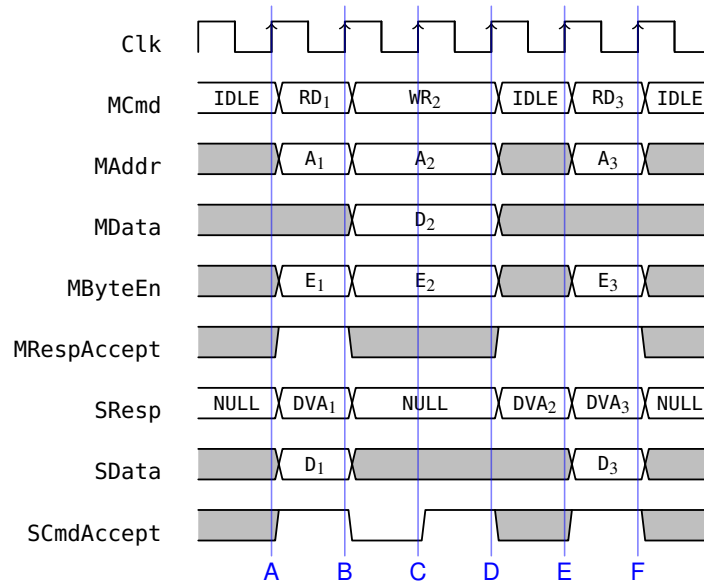 Clk
MCmd IDLE RD₁ WR₂ IDLE RD₃ IDLE
MAddr A₁ A₂ A₃
MData D₂
MByteEn E₁ E₂ E₃
MRespAccept
SResp NULL DVA₁ NULL DVA₂ DVA₃ NULL
SData D₁ D₃
SCmdAccept
A B C D E F